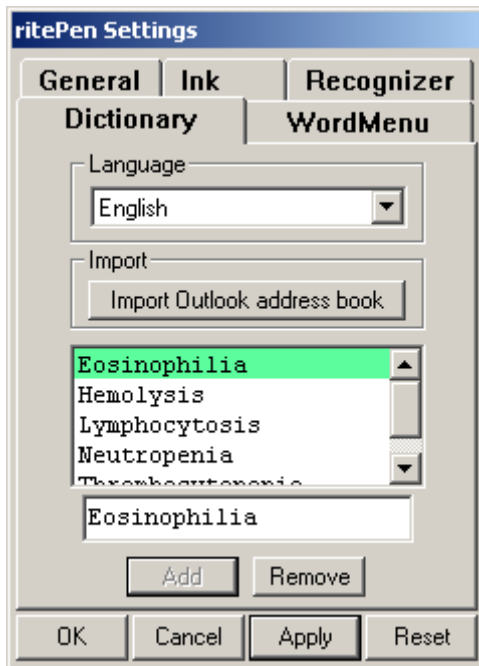 ritePen Settings
General Ink Recognizer
Dictionary WordMenu
Language
English
Import
Import Outlook address book
Eosinophilia
Hemolysis
Lymphocytosis
Neutropenia
Thrombocytopenia
Eosinophilia
Add Remove
OK Cancel Apply Reset